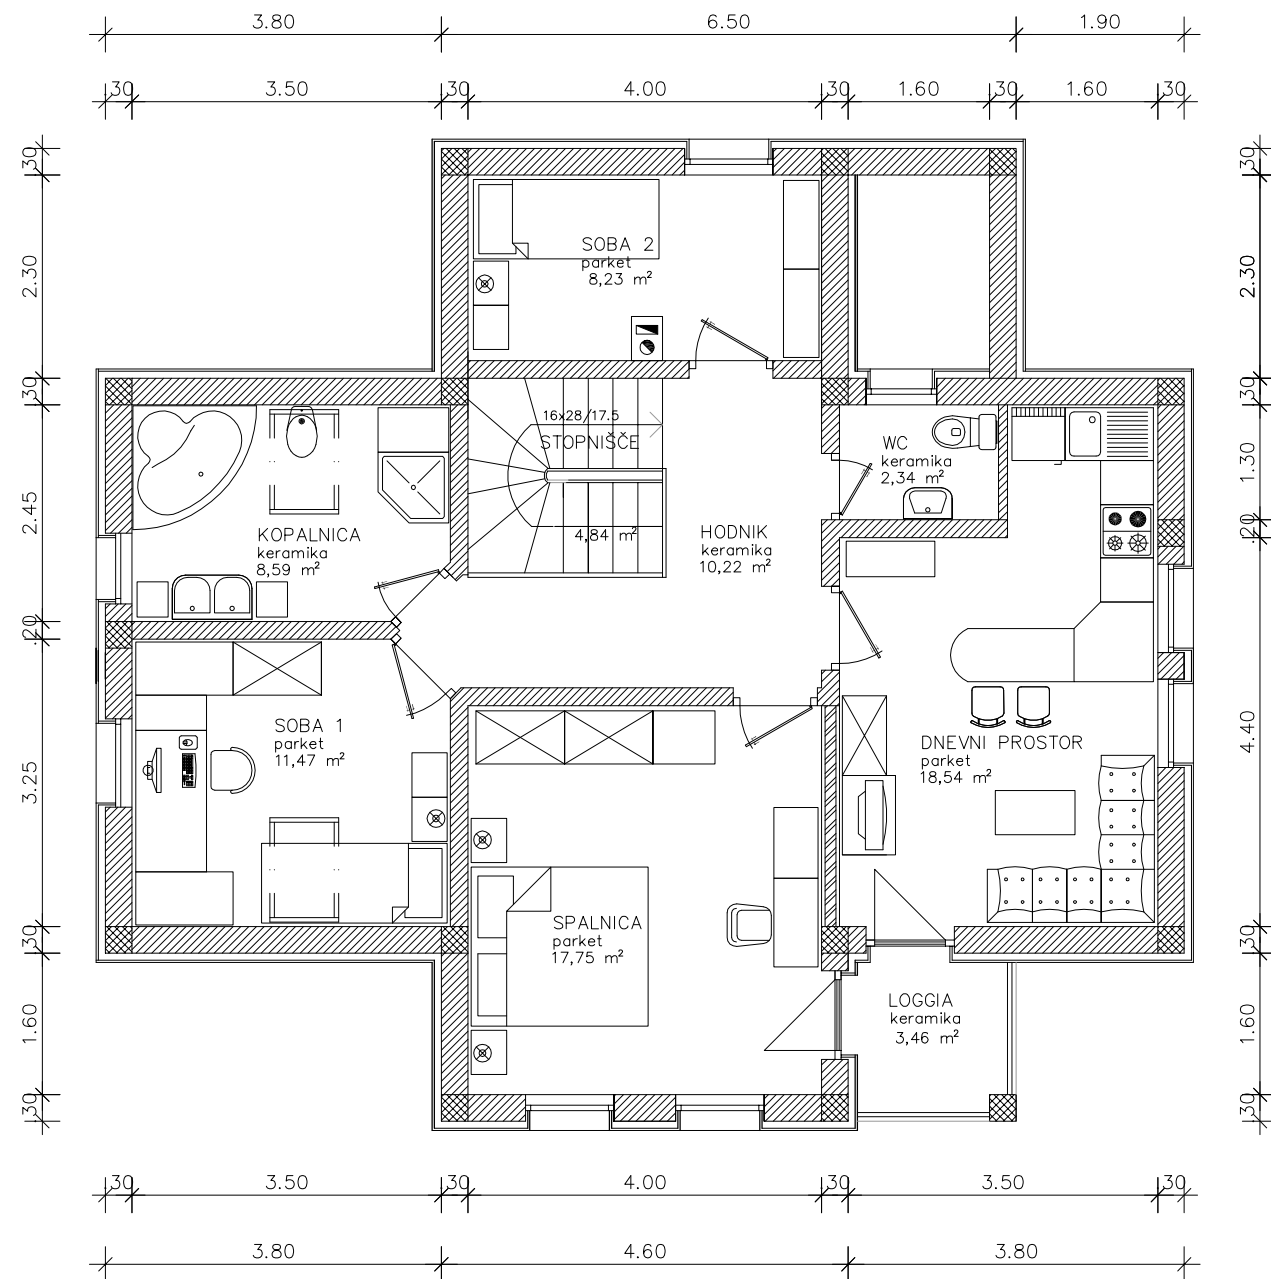 3.80
6.50
1.90
30
3.50
30
4.00
30
1.60
30
1.60
30
30
2.30
30
2.45
20
3.25
30
1.60
30
30
2.30
30
1.30
20
4.40
30
1.60
30
SOBA 2
parket
8,23 m²
16x28/17.5
STOPNIŠČE
4,84 m²
WC
keramika
2,34 m²
KOPALNICA
keramika
8,59 m²
HODNIK
keramika
10,22 m²
SOBA 1
parket
11,47 m²
DNEVNI PROSTOR
parket
18,54 m²
SPALNICA
parket
17,75 m²
LOGGIA
keramika
3,46 m²
30
3.50
30
4.00
30
3.50
30
3.80
4.60
3.80